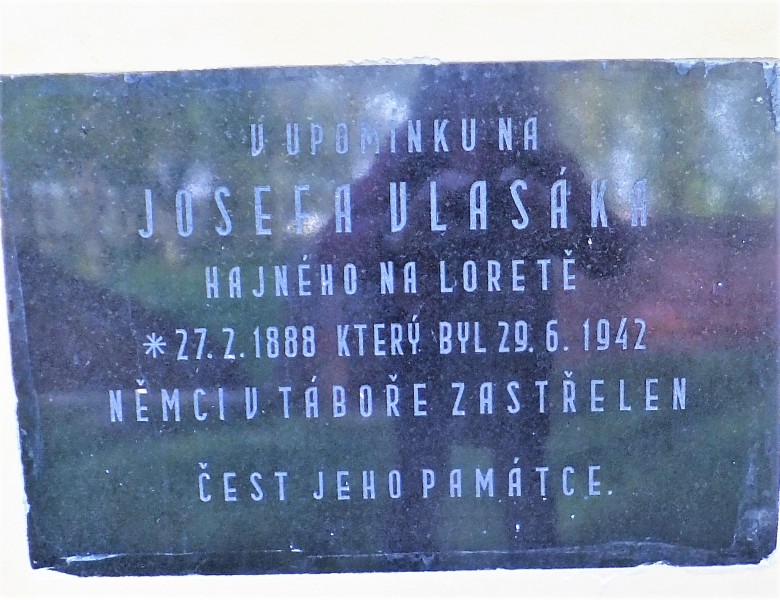 V UPOMÍNKU NA
JOSEFA VLASÁKA
HAJNÉHO NA LORETĚ
* 27. 2. 1888 KTERÝ BYL 29. 6. 1942
NĚMCI V TÁBOŘE ZASTŘELEN
ČEST JEHO PAMÁTCE.